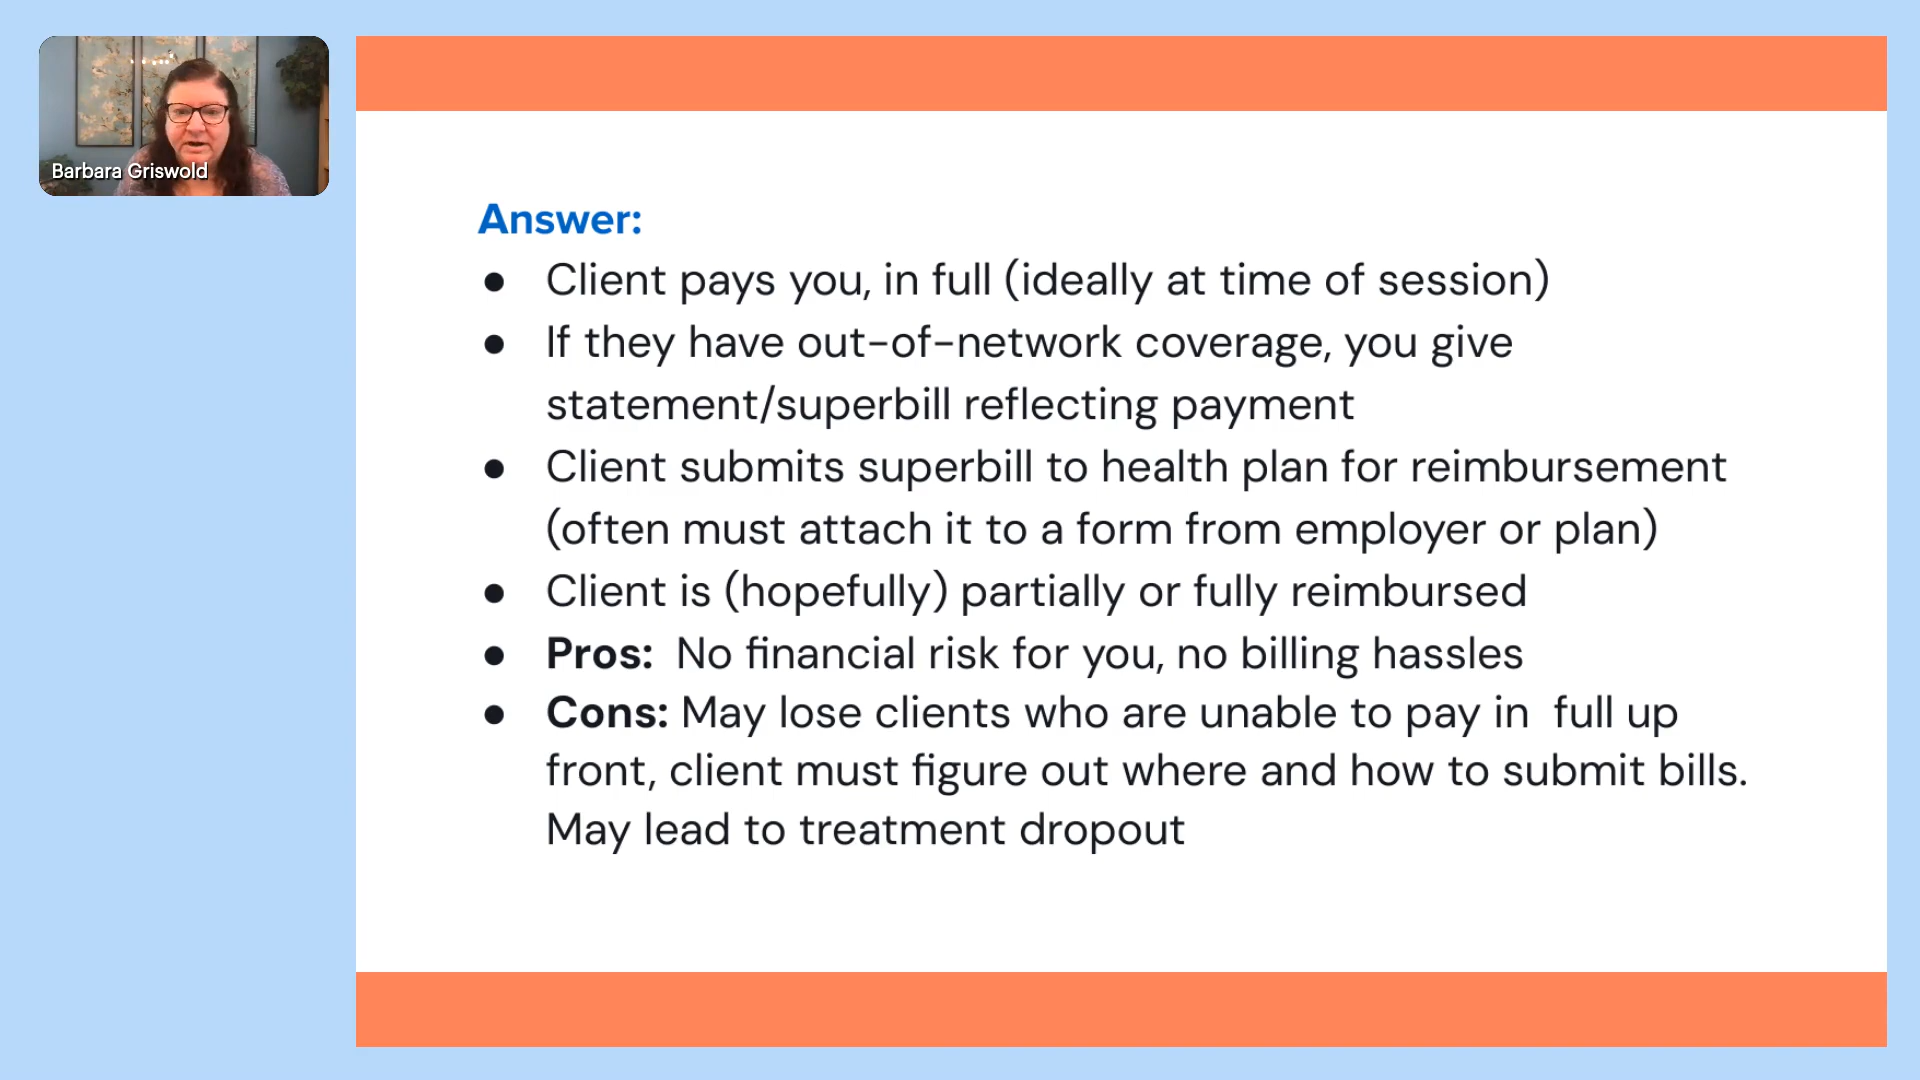 Barbara Griswold
Answer:
● Client pays you, in full (ideally at time of session)
● If they have out-of-network coverage, you give
statement/superbill reflecting payment
● Client submits superbill to health plan for reimbursement
(often must attach it to a form from employer or plan)
● Client is (hopefully) partially or fully reimbursed
● Pros:  No financial risk for you, no billing hassles
● Cons: May lose clients who are unable to pay in  full up
front, client must figure out where and how to submit bills.
May lead to treatment dropout